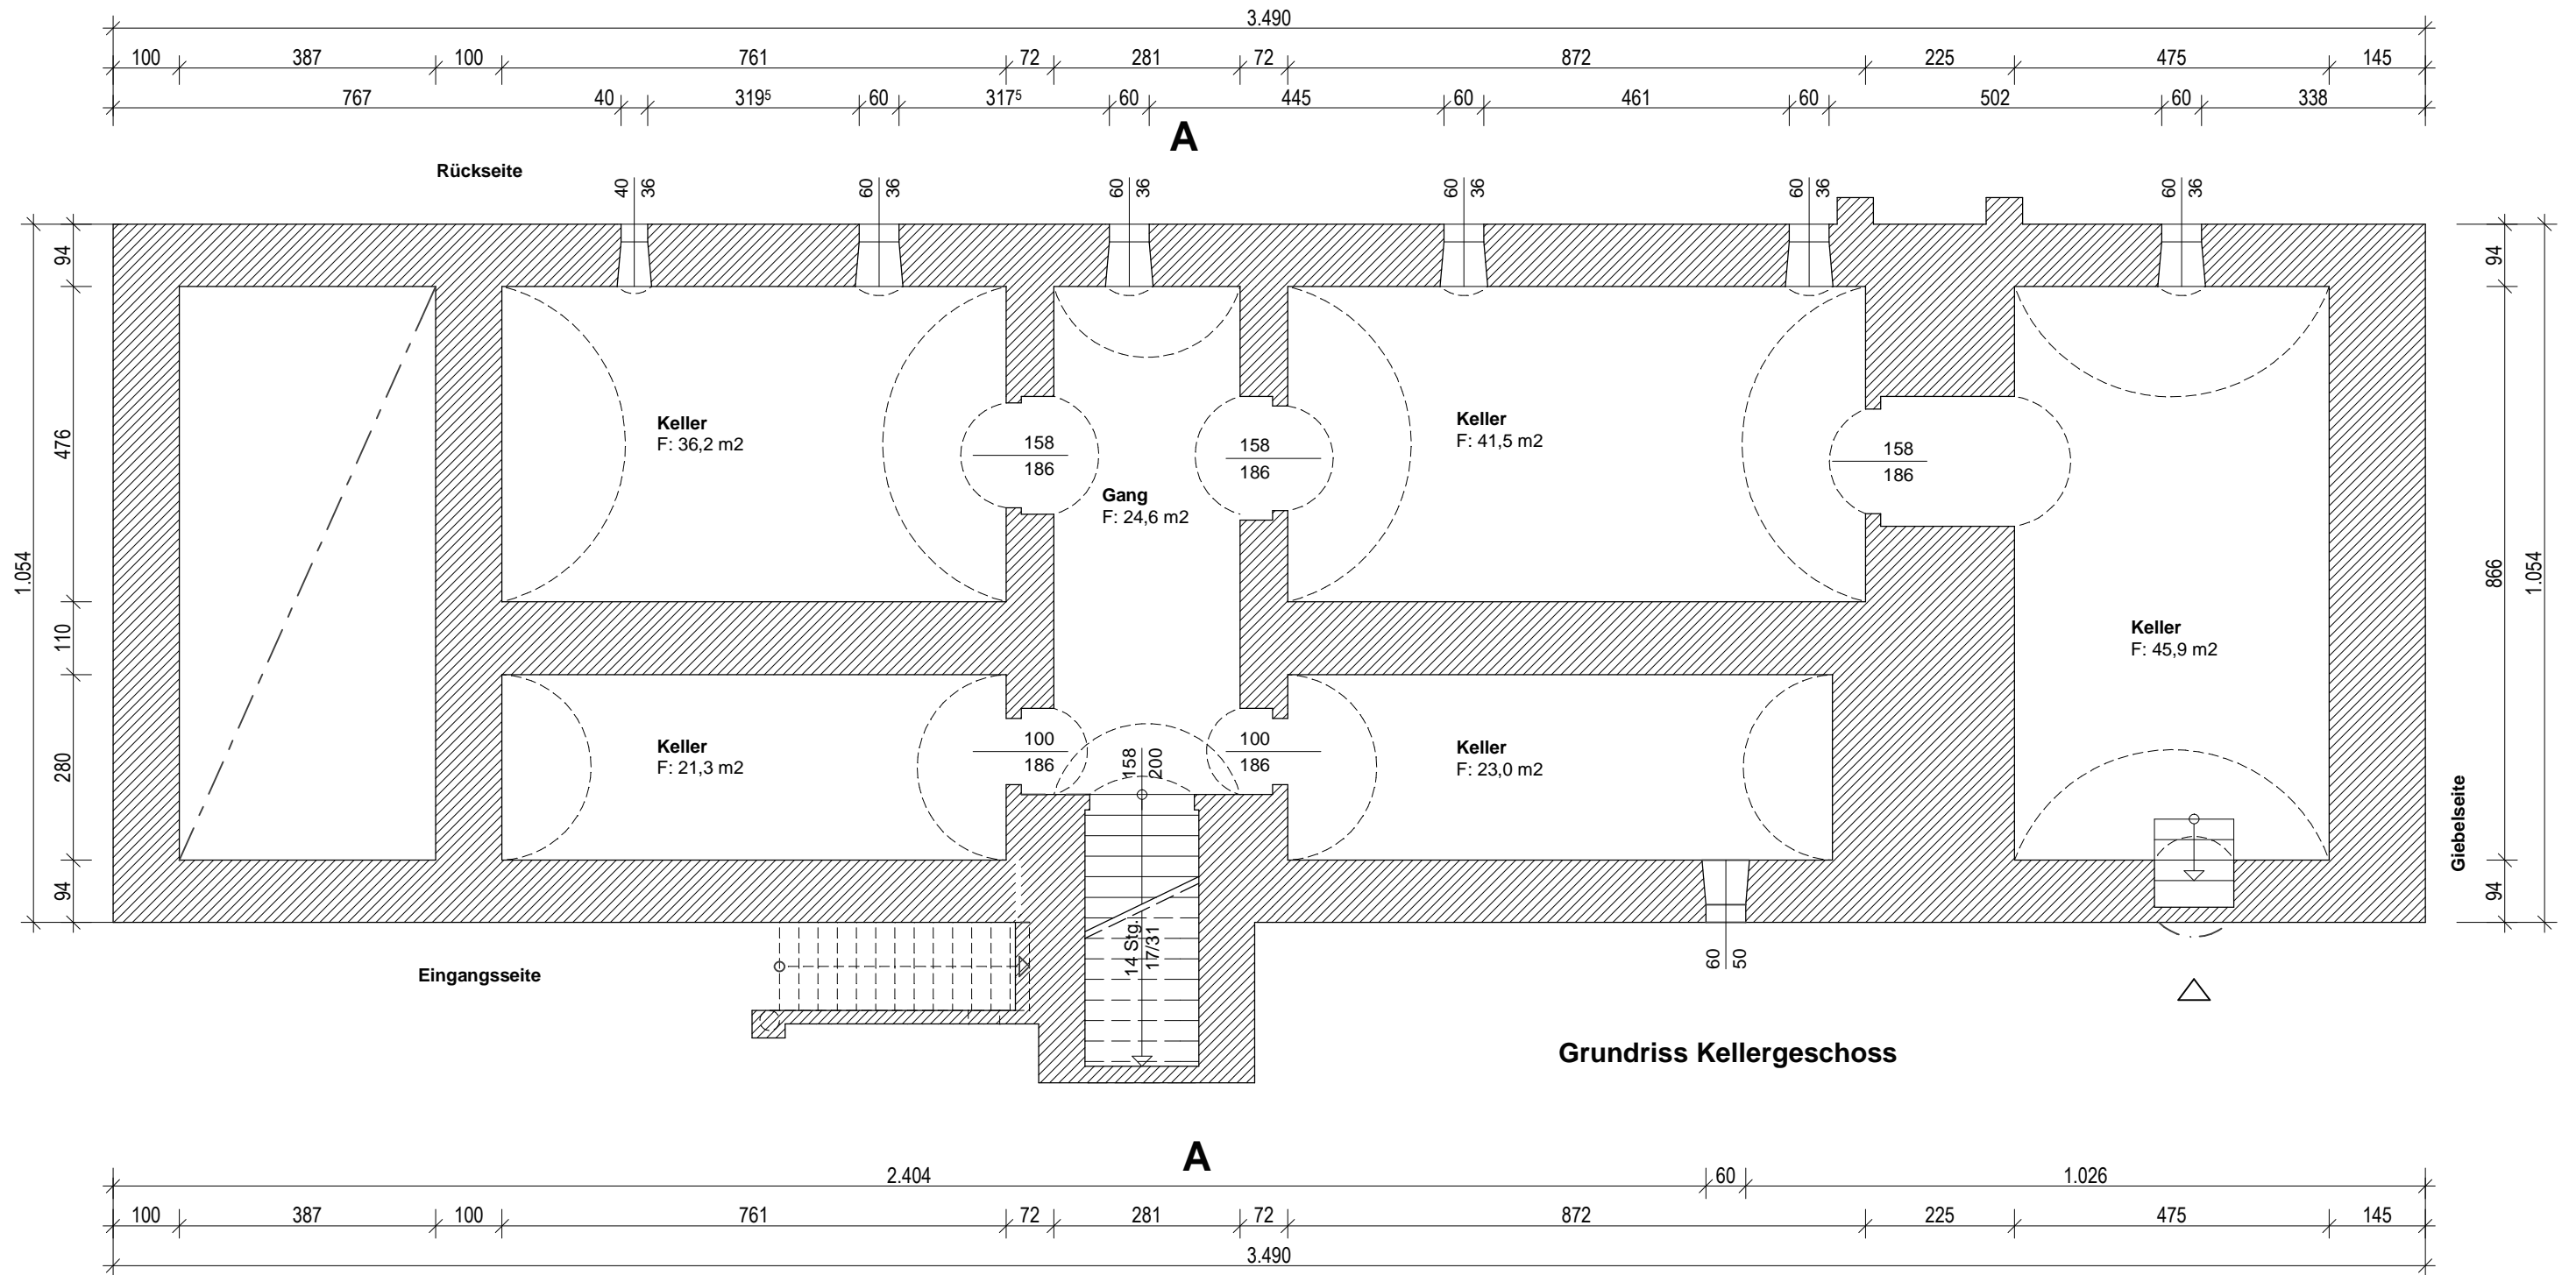 3.490
100 387 100 761 72 281 72 872 225 475 145
767 40 319⁵ 60 317⁵ 60 445 60 461 60 502 60 338
A
Rückseite
40 36
60 36
60 36
60 36
60 36
60 36
1.054
94
476
110
280
94
94
866
94
1.054
Keller
F: 36,2 m2
158
186
Gang
F: 24,6 m2
158
186
Keller
F: 41,5 m2
158
186
Keller
F: 45,9 m2
Keller
F: 21,3 m2
100
186
158
200
100
186
Keller
F: 23,0 m2
Giebelseite
14 Stg.
17/31
60 50
Eingangsseite
Grundriss Kellergeschoss
A
2.404 60 1.026
100 387 100 761 72 281 72 872 225 475 145
3.490